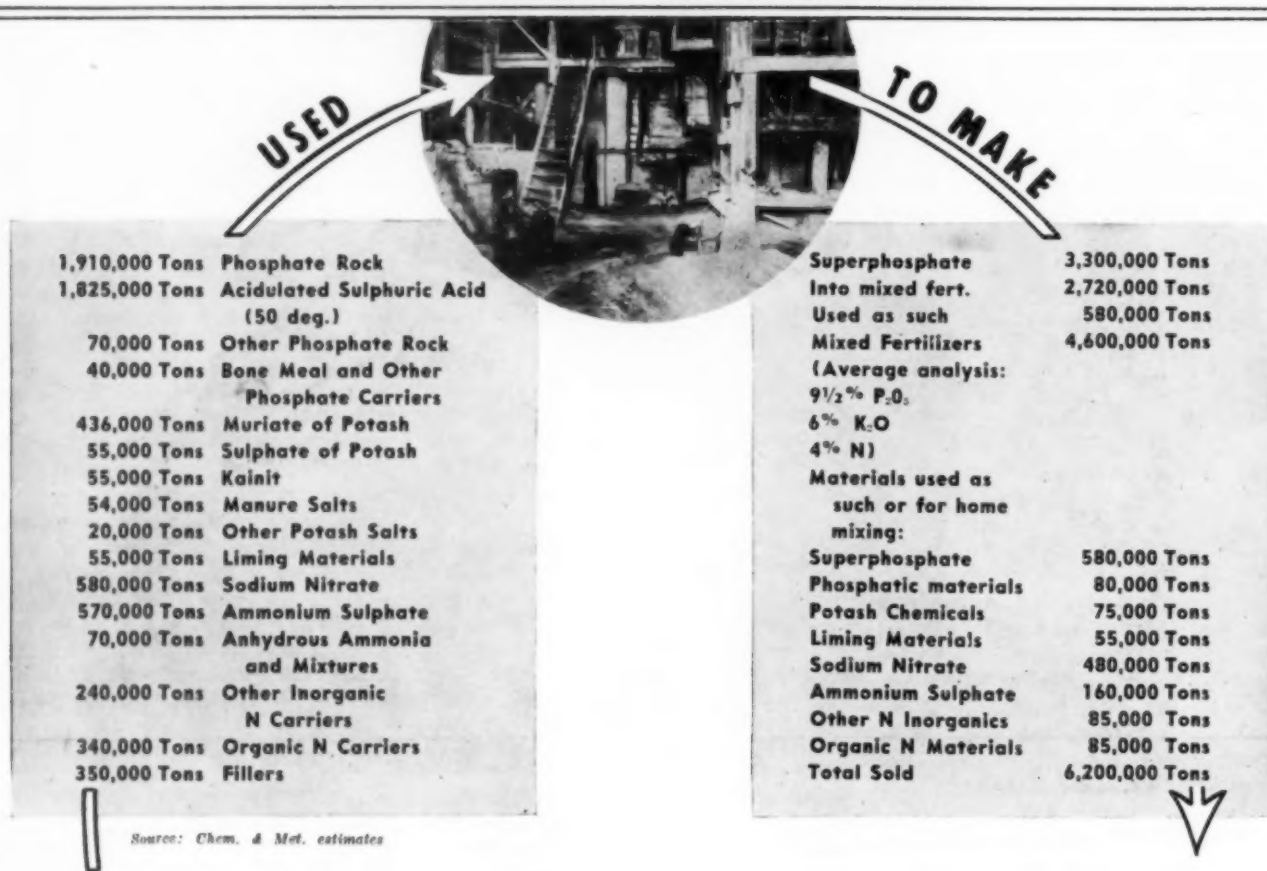 USED
TO MAKE
1,910,000 Tons Phosphate Rock
1,825,000 Tons Acidulated Sulphuric Acid
(50 deg.)
70,000 Tons Other Phosphate Rock
40,000 Tons Bone Meal and Other
Phosphate Carriers
436,000 Tons Muriate of Potash
55,000 Tons Sulphate of Potash
55,000 Tons Kainit
54,000 Tons Manure Salts
20,000 Tons Other Potash Salts
55,000 Tons Liming Materials
580,000 Tons Sodium Nitrate
570,000 Tons Ammonium Sulphate
70,000 Tons Anhydrous Ammonia
and Mixtures
240,000 Tons Other Inorganic
N Carriers
340,000 Tons Organic N Carriers
350,000 Tons Fillers
Source: Chem. & Met. estimates
Superphosphate 3,300,000 Tons
Into mixed fert. 2,720,000 Tons
Used as such 580,000 Tons
Mixed Fertilizers 4,600,000 Tons
(Average analysis:
9½% P₂O₅
6% K₂O
4% N)
Materials used as
such or for home
mixing:
Superphosphate 580,000 Tons
Phosphatic materials 80,000 Tons
Potash Chemicals 75,000 Tons
Liming Materials 55,000 Tons
Sodium Nitrate 480,000 Tons
Ammonium Sulphate 160,000 Tons
Other N Inorganics 85,000 Tons
Organic N Materials 85,000 Tons
Total Sold 6,200,000 Tons